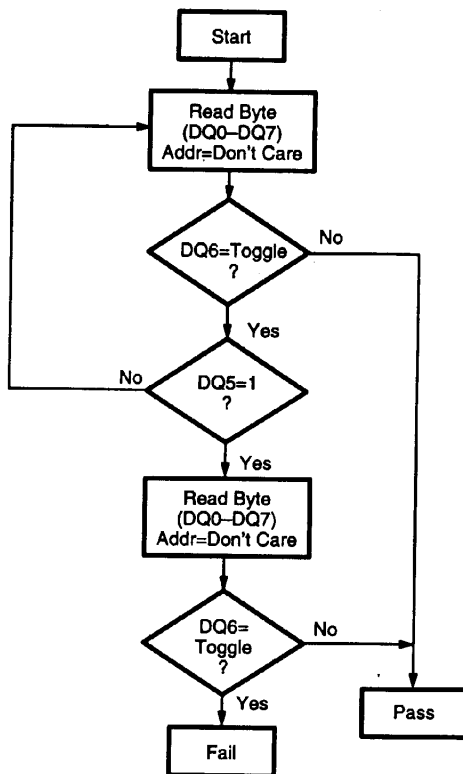 Start
Read Byte
(DQ0–DQ7)
Addr=Don't Care
DQ6=Toggle
?
No
Yes
DQ5=1
?
No
Yes
Read Byte
(DQ0–DQ7)
Addr=Don't Care
DQ6=
Toggle
?
No
Yes
Pass
Fail